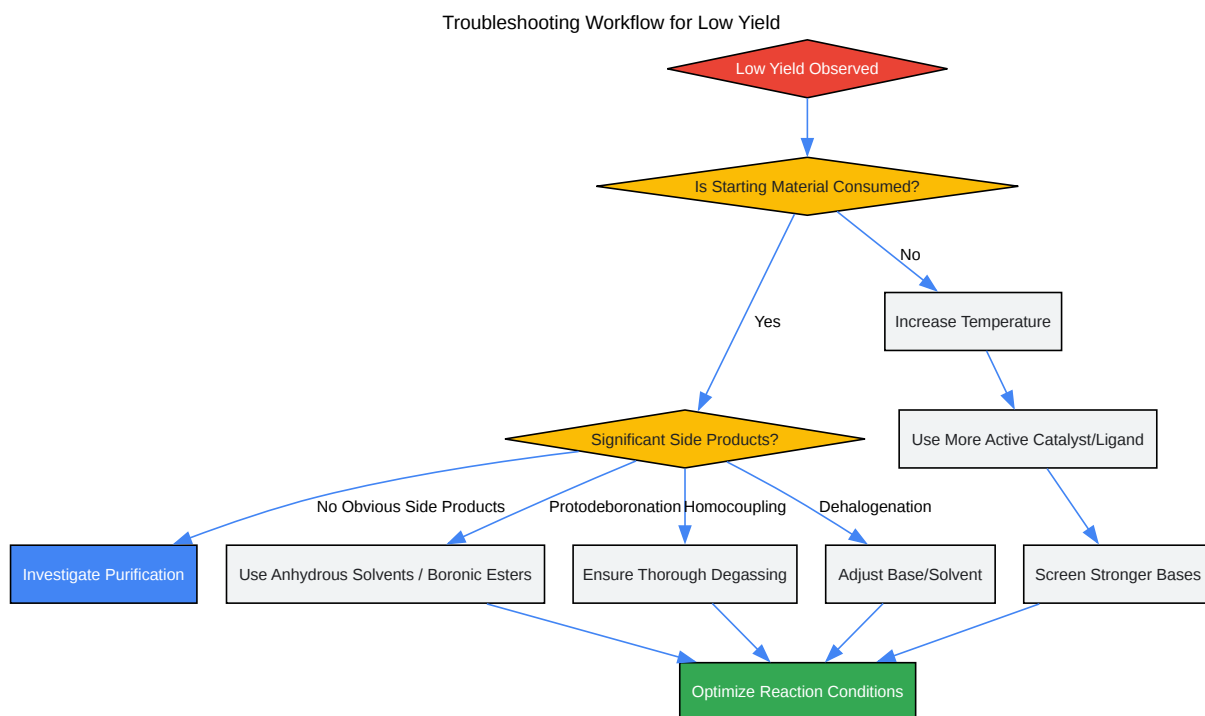 Troubleshooting Workflow for Low Yield
Low Yield Observed
Is Starting Material Consumed?
No
Increase Temperature
Yes
Significant Side Products?
Use More Active Catalyst/Ligand
No Obvious Side Products
Protodeboronation
Homocoupling
Dehalogenation
Investigate Purification
Use Anhydrous Solvents / Boronic Esters
Ensure Thorough Degassing
Adjust Base/Solvent
Screen Stronger Bases
Optimize Reaction Conditions